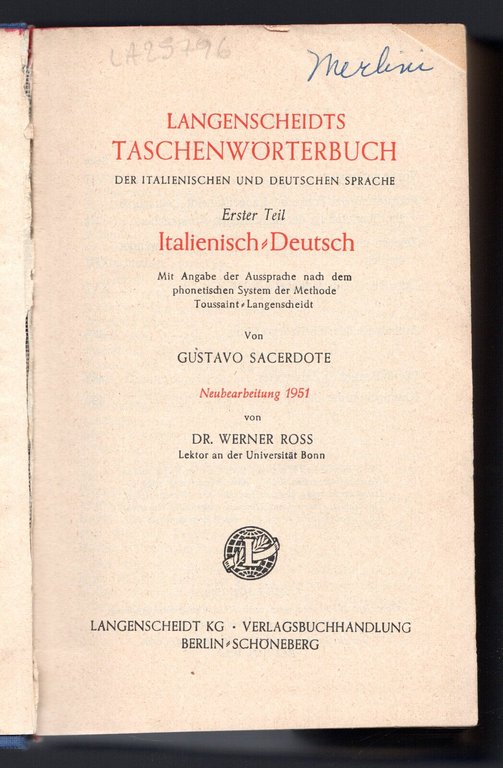 LA25796
Merlini
LANGENSCHEIDTS
TASCHENWÖRTERBUCH
DER ITALIENISCHEN UND DEUTSCHEN SPRACHE
Erster Teil
Italienisch⸗Deutsch
Mit Angabe der Aussprache nach dem
phonetischen System der Methode
Toussaint⸗Langenscheidt
Von
GUSTAVO SACERDOTE
Neubearbeitung 1951
von
DR. WERNER ROSS
Lektor an der Universität Bonn
L
LANGENSCHEIDT KG · VERLAGSBUCHHANDLUNG
BERLIN⸗SCHÖNEBERG